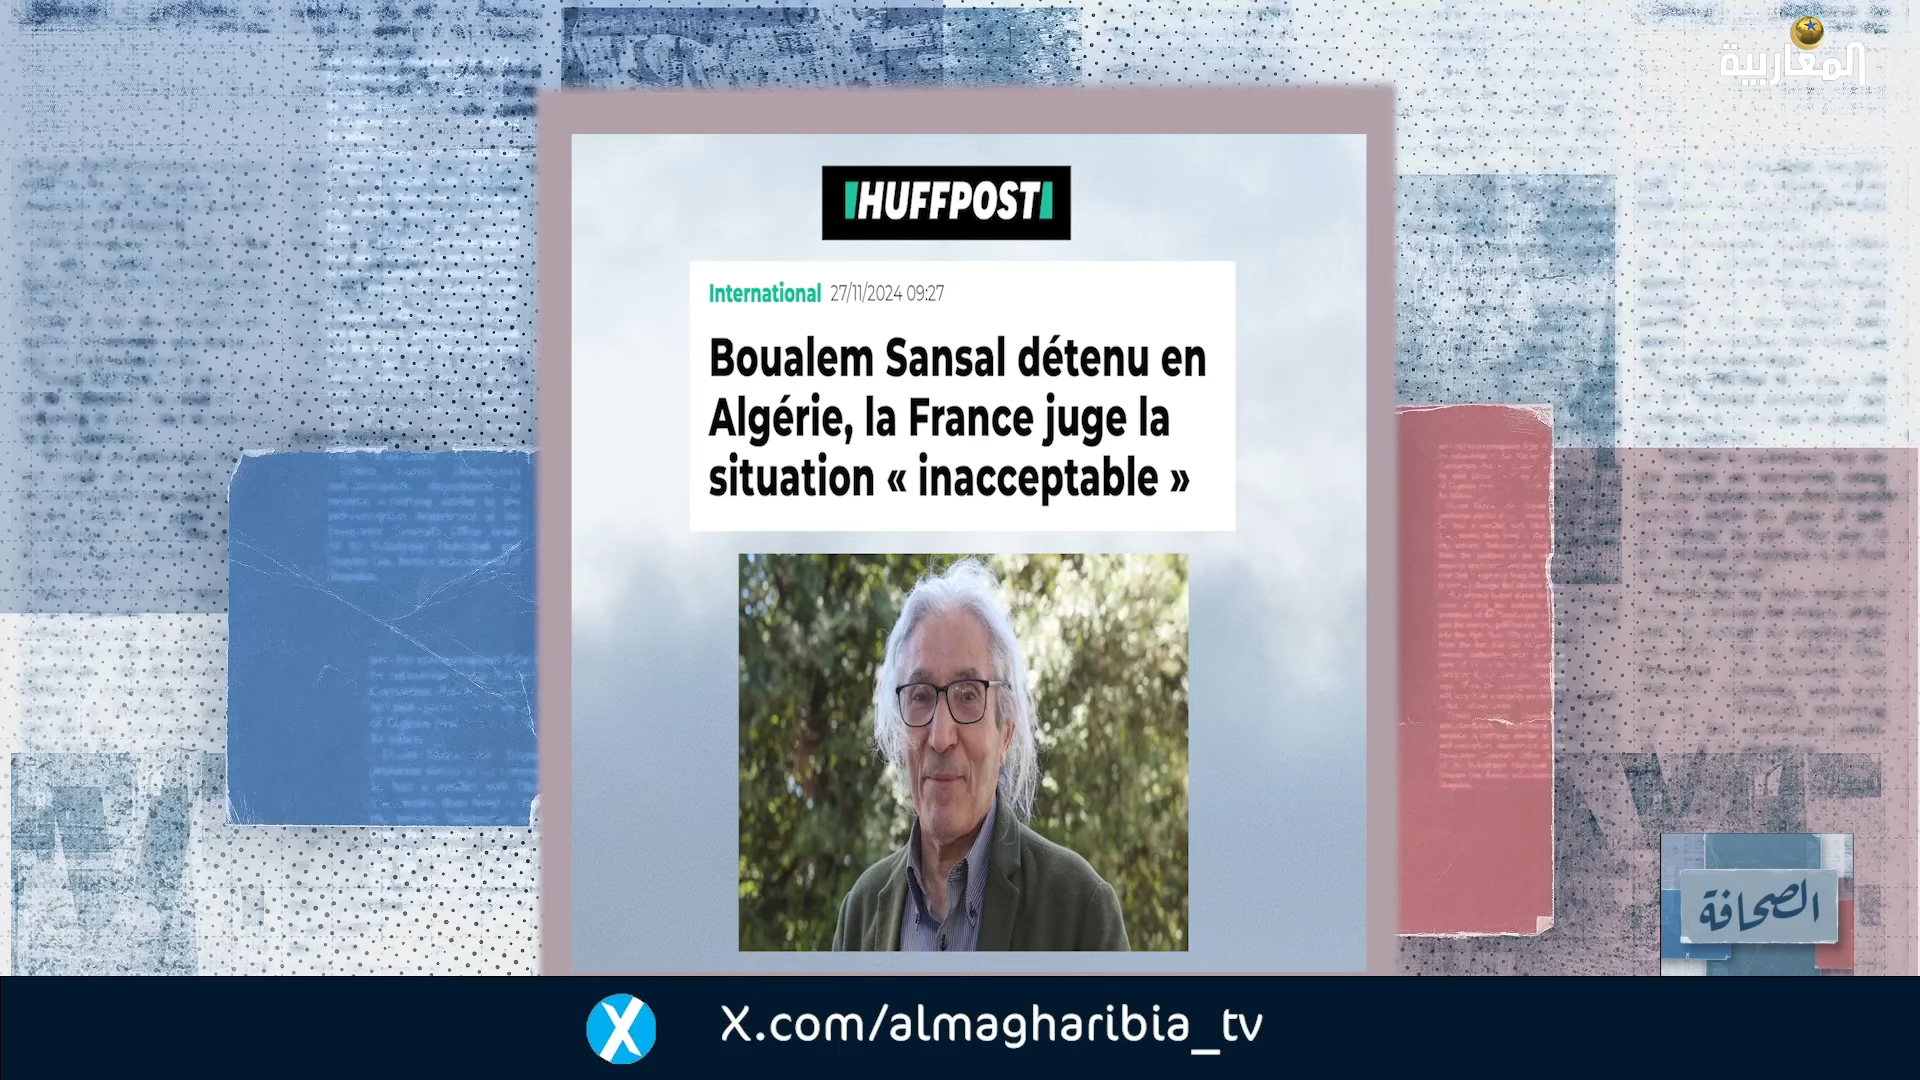 المغاربية
HUFFPOST
International 27/11/2024 09:27
Boualem Sansal détenu en
Algérie, la France juge la
situation « inacceptable »
الصحافة
X.com/almagharibia_tv